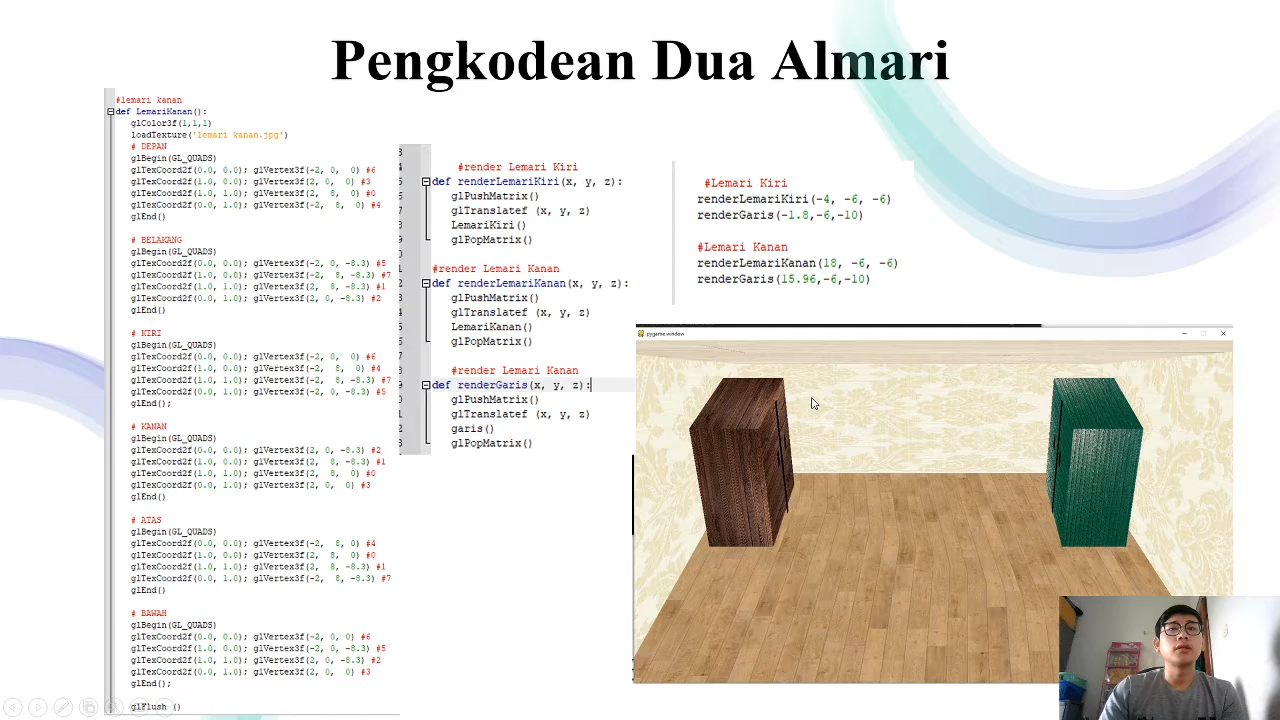 Pengkodean Dua Almari
#lemari kanan
def LemariKanan():
glColor3f(1,1,1)
loadTexture('lemari kanan.jpg')
# DEPAN
glBegin(GL_QUADS)
glTexCoord2f(0.0, 0.0); glVertex3f(-2, 0, 0) #6
glTexCoord2f(1.0, 0.0); glVertex3f(2, 0, 0) #3
glTexCoord2f(1.0, 1.0); glVertex3f(2, 8, 0) #0
glTexCoord2f(0.0, 1.0); glVertex3f(-2, 8, 0) #4
glEnd()
# BELAKANG
glBegin(GL_QUADS)
glTexCoord2f(0.0, 0.0); glVertex3f(-2, 0, -8.3) #5
glTexCoord2f(1.0, 0.0); glVertex3f(-2, 8, -8.3) #7
glTexCoord2f(1.0, 1.0); glVertex3f(2, 8, -8.3) #1
glTexCoord2f(0.0, 1.0); glVertex3f(2, 0, -8.3) #2
glEnd()
# KIRI
glBegin(GL_QUADS)
glTexCoord2f(0.0, 0.0); glVertex3f(-2, 0, 0) #6
glTexCoord2f(1.0, 0.0); glVertex3f(-2, 8, 0) #4
glTexCoord2f(1.0, 1.0); glVertex3f(-2, 8, -8.3) #7
glTexCoord2f(0.0, 1.0); glVertex3f(-2, 0, -8.3) #5
glEnd();
# KANAN
glBegin(GL_QUADS)
glTexCoord2f(0.0, 0.0); glVertex3f(2, 0, -8.3) #2
glTexCoord2f(1.0, 0.0); glVertex3f(2, 8, -8.3) #1
glTexCoord2f(1.0, 1.0); glVertex3f(2, 8, 0) #0
glTexCoord2f(0.0, 1.0); glVertex3f(2, 0, 0) #3
glEnd()
# ATAS
glBegin(GL_QUADS)
glTexCoord2f(0.0, 0.0); glVertex3f(-2, 8, 0) #4
glTexCoord2f(1.0, 0.0); glVertex3f(2, 8, 0) #0
glTexCoord2f(1.0, 1.0); glVertex3f(2, 8, -8.3) #1
glTexCoord2f(0.0, 1.0); glVertex3f(-2, 8, -8.3) #7
glEnd()
# BAWAH
glBegin(GL_QUADS)
glTexCoord2f(0.0, 0.0); glVertex3f(-2, 0, 0) #6
glTexCoord2f(1.0, 0.0); glVertex3f(-2, 0, -8.3) #5
glTexCoord2f(1.0, 1.0); glVertex3f(2, 0, -8.3) #2
glTexCoord2f(0.0, 1.0); glVertex3f(2, 0, 0) #3
glEnd();
glFlush ()
#render Lemari Kiri
def renderLemariKiri(x, y, z):
glPushMatrix()
glTranslatef (x, y, z)
LemariKiri()
glPopMatrix()
#render Lemari Kanan
def renderLemariKanan(x, y, z):
glPushMatrix()
glTranslatef (x, y, z)
LemariKanan()
glPopMatrix()
#render Lemari Kanan
def renderGaris(x, y, z):
glPushMatrix()
glTranslatef (x, y, z)
garis()
glPopMatrix()
#Lemari Kiri
renderLemariKiri(-4, -6, -6)
renderGaris(-1.8,-6,-10)
#Lemari Kanan
renderLemariKanan(18, -6, -6)
renderGaris(15.96,-6,-10)
pygame window